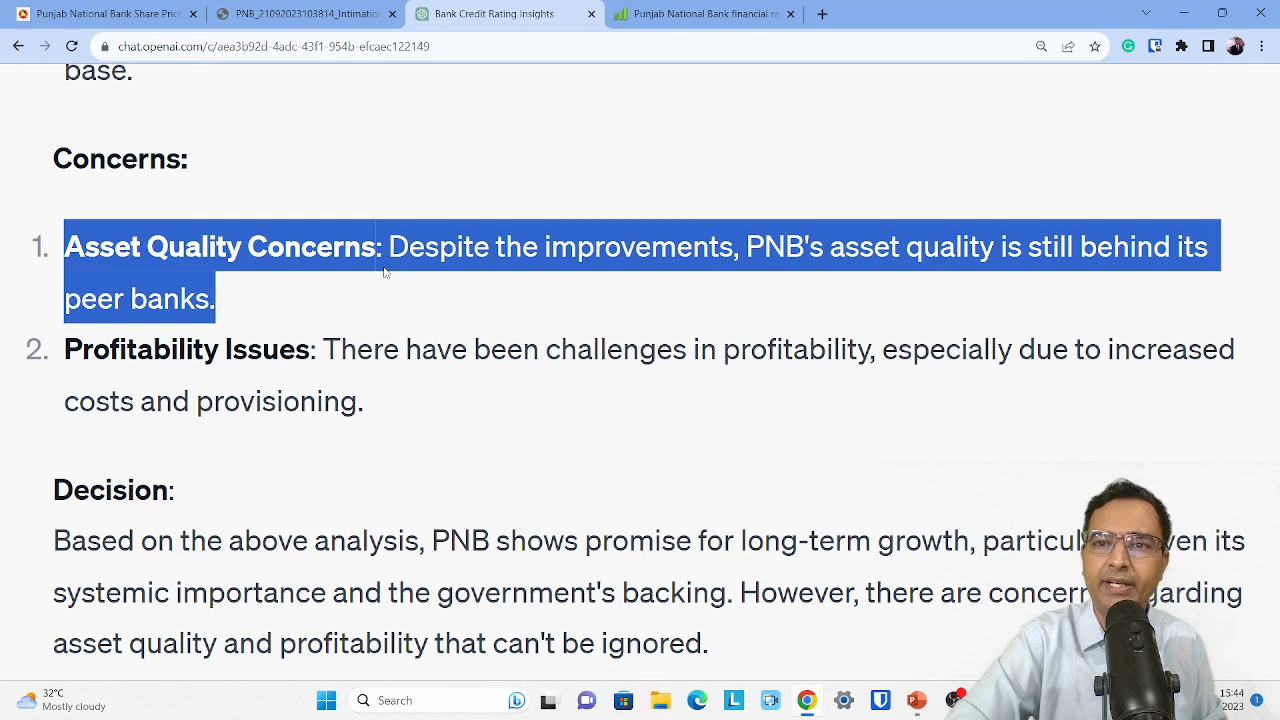 Punjab National Bank Share Price
PNB_21092023103814_Intimation
Bank Credit Rating Insights
Punjab National Bank financial re
chat.openai.com/c/aea3b92d-4adc-43f1-954b-efcaec122149
base.
Concerns:
1. Asset Quality Concerns: Despite the improvements, PNB's asset quality is still behind its
peer banks.
2. Profitability Issues: There have been challenges in profitability, especially due to increased
costs and provisioning.
Decision:
Based on the above analysis, PNB shows promise for long-term growth, its
systemic importance and the government's backing. However, there are
asset quality and profitability that can't be ignored.
32°C
Mostly cloudy
Search
15:44
2023
1